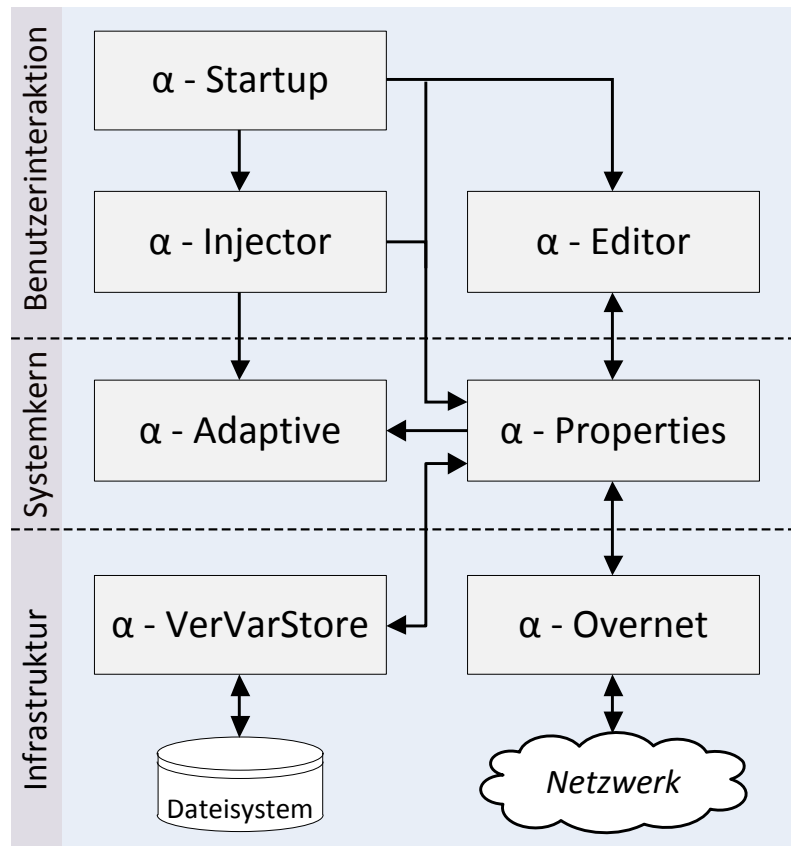 Benutzerinteraktion
α - Startup
α - Injector
α - Editor
Systemkern
α - Adaptive
α - Properties
Infrastruktur
α - VerVarStore
α - Overnet
Dateisystem
Netzwerk